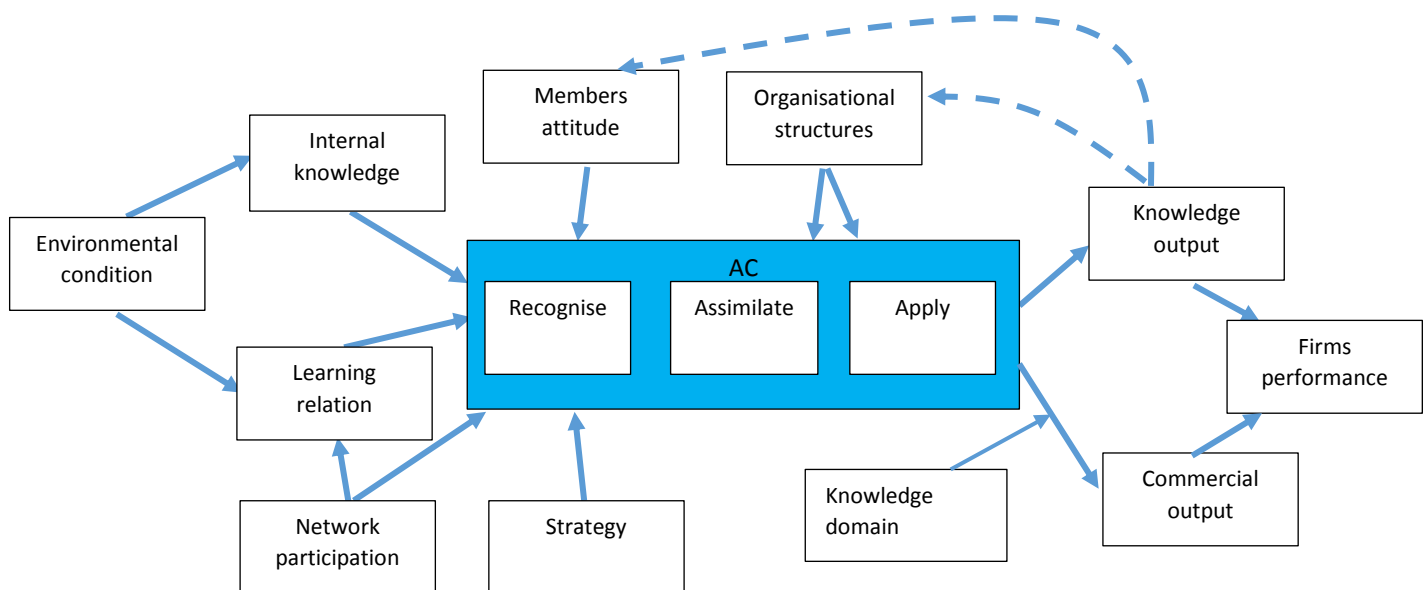 Members
attitude
Organisational
structures
Internal
knowledge
Knowledge
output
Environmental
condition
AC
Recognise
Assimilate
Apply
Learning
relation
Firms
performance
Knowledge
domain
Commercial
output
Network
participation
Strategy